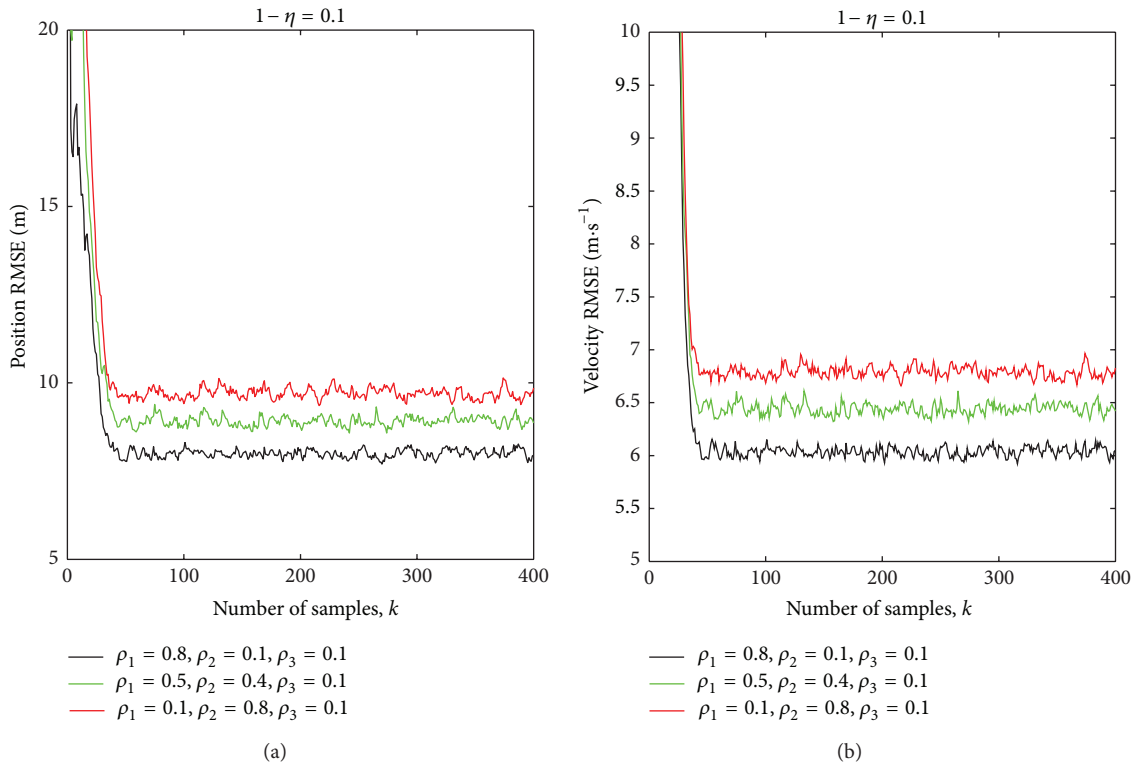 1 − η = 0.1
20
15
10
5
Position RMSE (m)
0 100 200 300 400
Number of samples, k
ρ1 = 0.8, ρ2 = 0.1, ρ3 = 0.1
ρ1 = 0.5, ρ2 = 0.4, ρ3 = 0.1
ρ1 = 0.1, ρ2 = 0.8, ρ3 = 0.1
(a)
1 − η = 0.1
10
9.5
9
8.5
8
7.5
7
6.5
6
5.5
5
Velocity RMSE (m·s−1)
0 100 200 300 400
Number of samples, k
ρ1 = 0.8, ρ2 = 0.1, ρ3 = 0.1
ρ1 = 0.5, ρ2 = 0.4, ρ3 = 0.1
ρ1 = 0.1, ρ2 = 0.8, ρ3 = 0.1
(b)